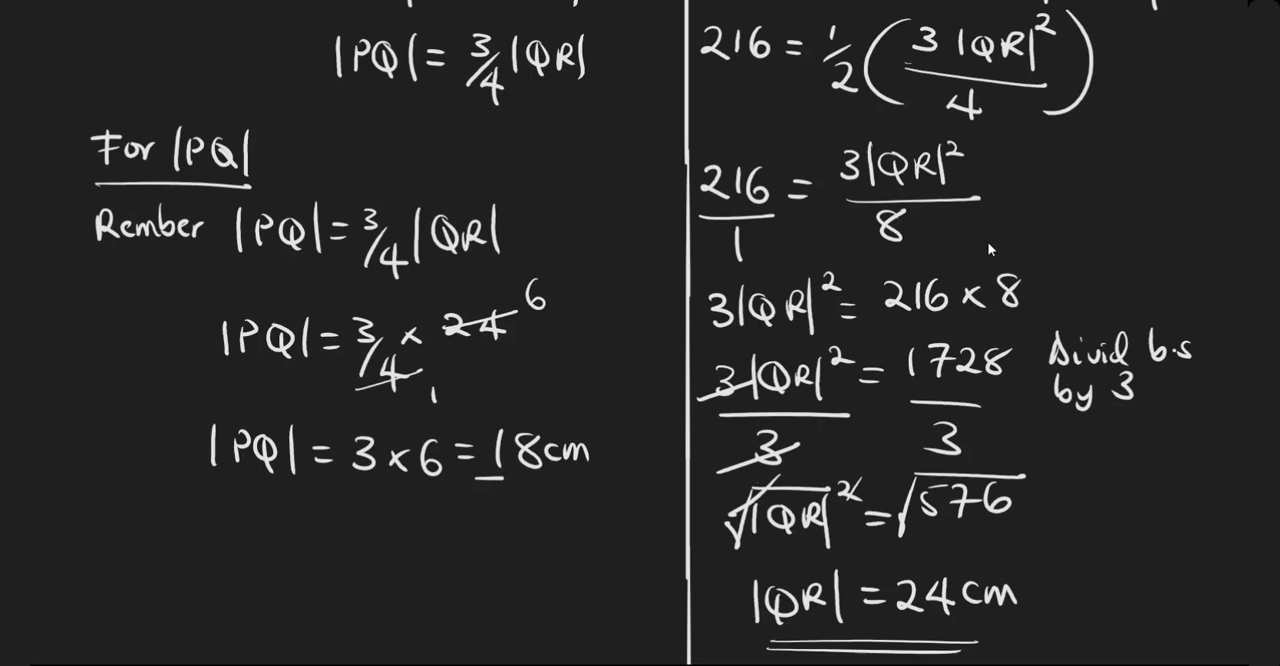 |PQ| = 3/4 |QR|
For |PQ|
Rember |PQ| = 3/4 |QR|
|PQ| = 3/4 × 24 6
1
|PQ| = 3 × 6 = 18cm
216 = 1/2 ( 3 |QR|² / 4 )
216 / 1 = 3|QR|² / 8
3|QR|² = 216 × 8
3|QR|² / 3 = 1728 / 3 Divid b.s
by 3
√|QR|² = √576
|QR| = 24cm